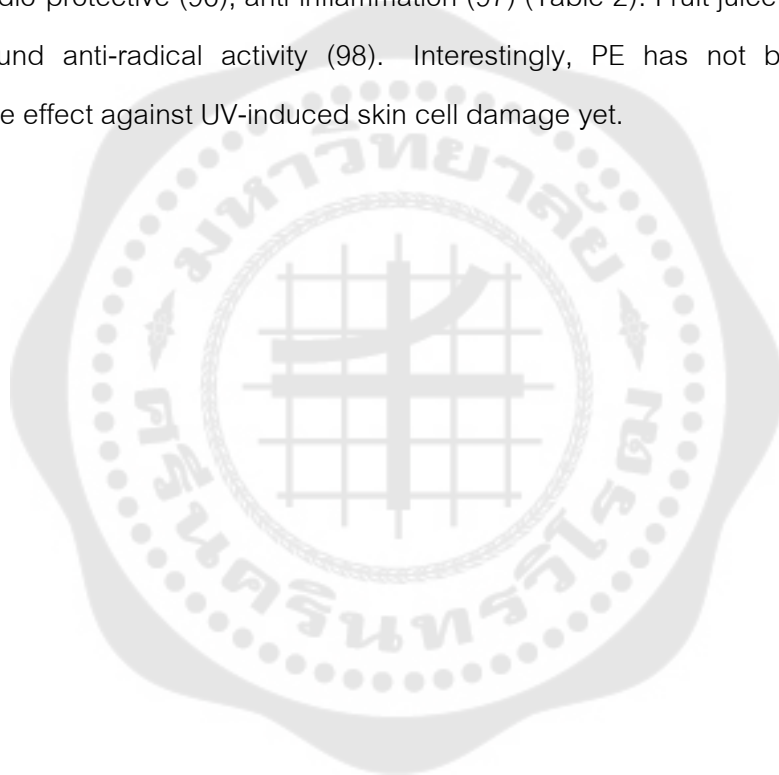 protective (96), anti-inflammation (97) (Table 2). Fruit juice
anti-radical activity (98). Interestingly, PE has not
effect against UV-induced skin cell damage yet.
มหาวิทยาลัย
ศรีนครินทรวิโรฒ